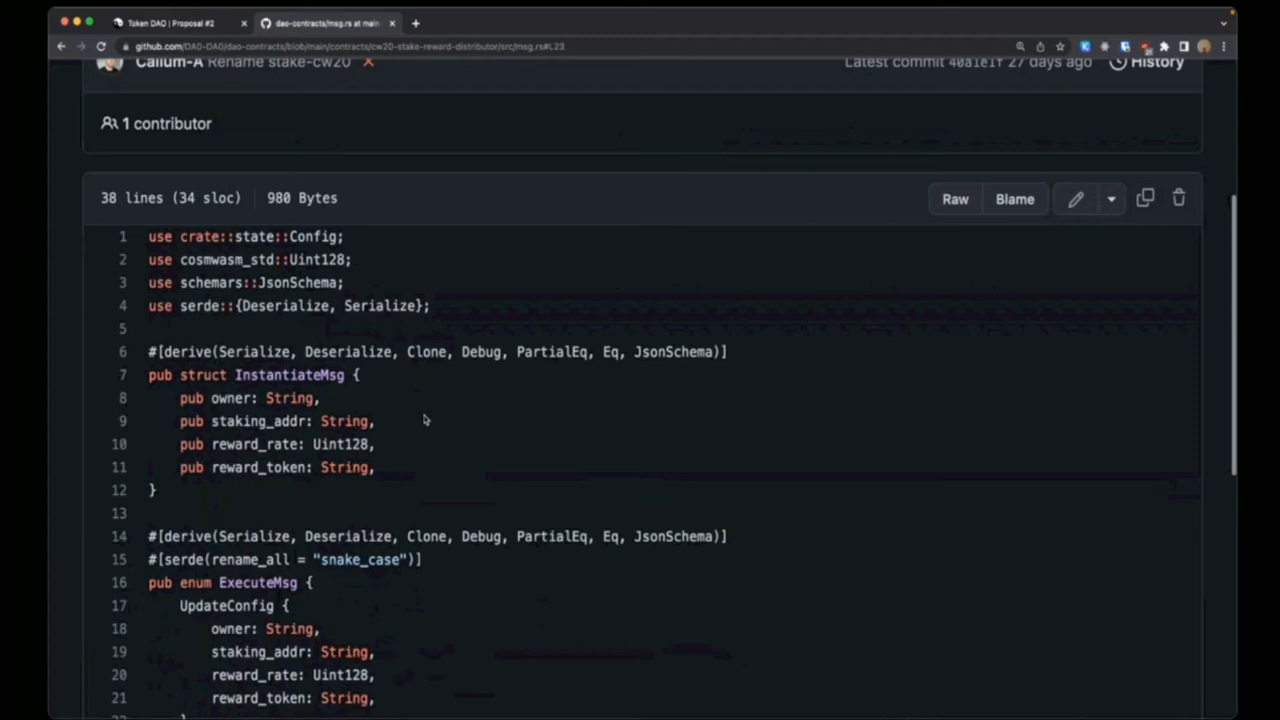 Token DAO | Proposal #2
dao-contracts/msg.rs at main
github.com/DA0-DA0/dao-contracts/blob/main/contracts/cw20-stake-reward-distributor/src/msg.rs#L23
Callum-A Rename stake-cw20
Latest commit 40a1e1f 27 days ago
History
1 contributor
38 lines (34 sloc)
980 Bytes
Raw
Blame
1 use crate::state::Config;
2 use cosmwasm_std::Uint128;
3 use schemars::JsonSchema;
4 use serde::{Deserialize, Serialize};
5
6 #[derive(Serialize, Deserialize, Clone, Debug, PartialEq, Eq, JsonSchema)]
7 pub struct InstantiateMsg {
8 pub owner: String,
9 pub staking_addr: String,
10 pub reward_rate: Uint128,
11 pub reward_token: String,
12 }
13
14 #[derive(Serialize, Deserialize, Clone, Debug, PartialEq, Eq, JsonSchema)]
15 #[serde(rename_all = "snake_case")]
16 pub enum ExecuteMsg {
17 UpdateConfig {
18 owner: String,
19 staking_addr: String,
20 reward_rate: Uint128,
21 reward_token: String,